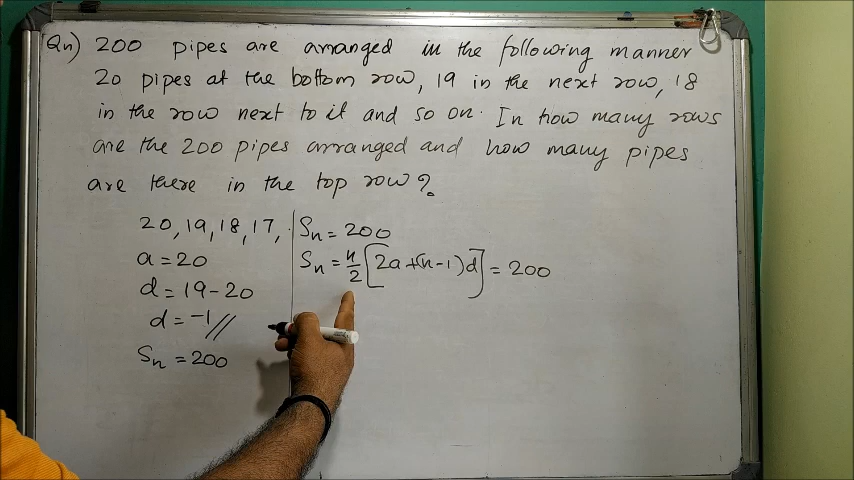 Qn) 200 pipes are arranged in the following manner
20 pipes at the bottom row, 19 in the next row, 18
in the row next to it and so on. In how many rows
are the 200 pipes arranged and how many pipes
are there in the top row?
20, 19, 18, 17, .
a = 20
d = 19 - 20
d = -1 //
Sn = 200
Sn = 200
Sn = n/2 [2a + (n-1)d] = 200